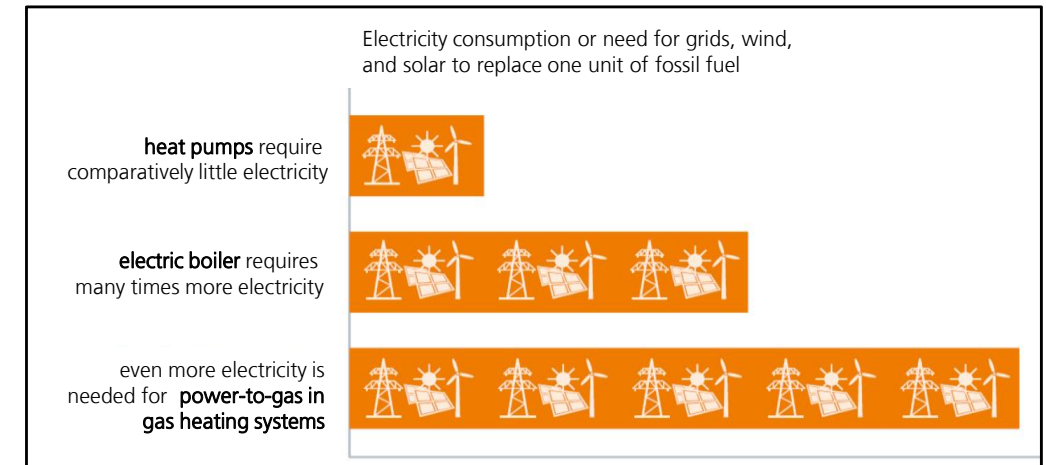 Electricity consumption or need for grids, wind,
and solar to replace one unit of fossil fuel
heat pumps require
comparatively little electricity
electric boiler requires
many times more electricity
even more electricity is
needed for power-to-gas in
gas heating systems